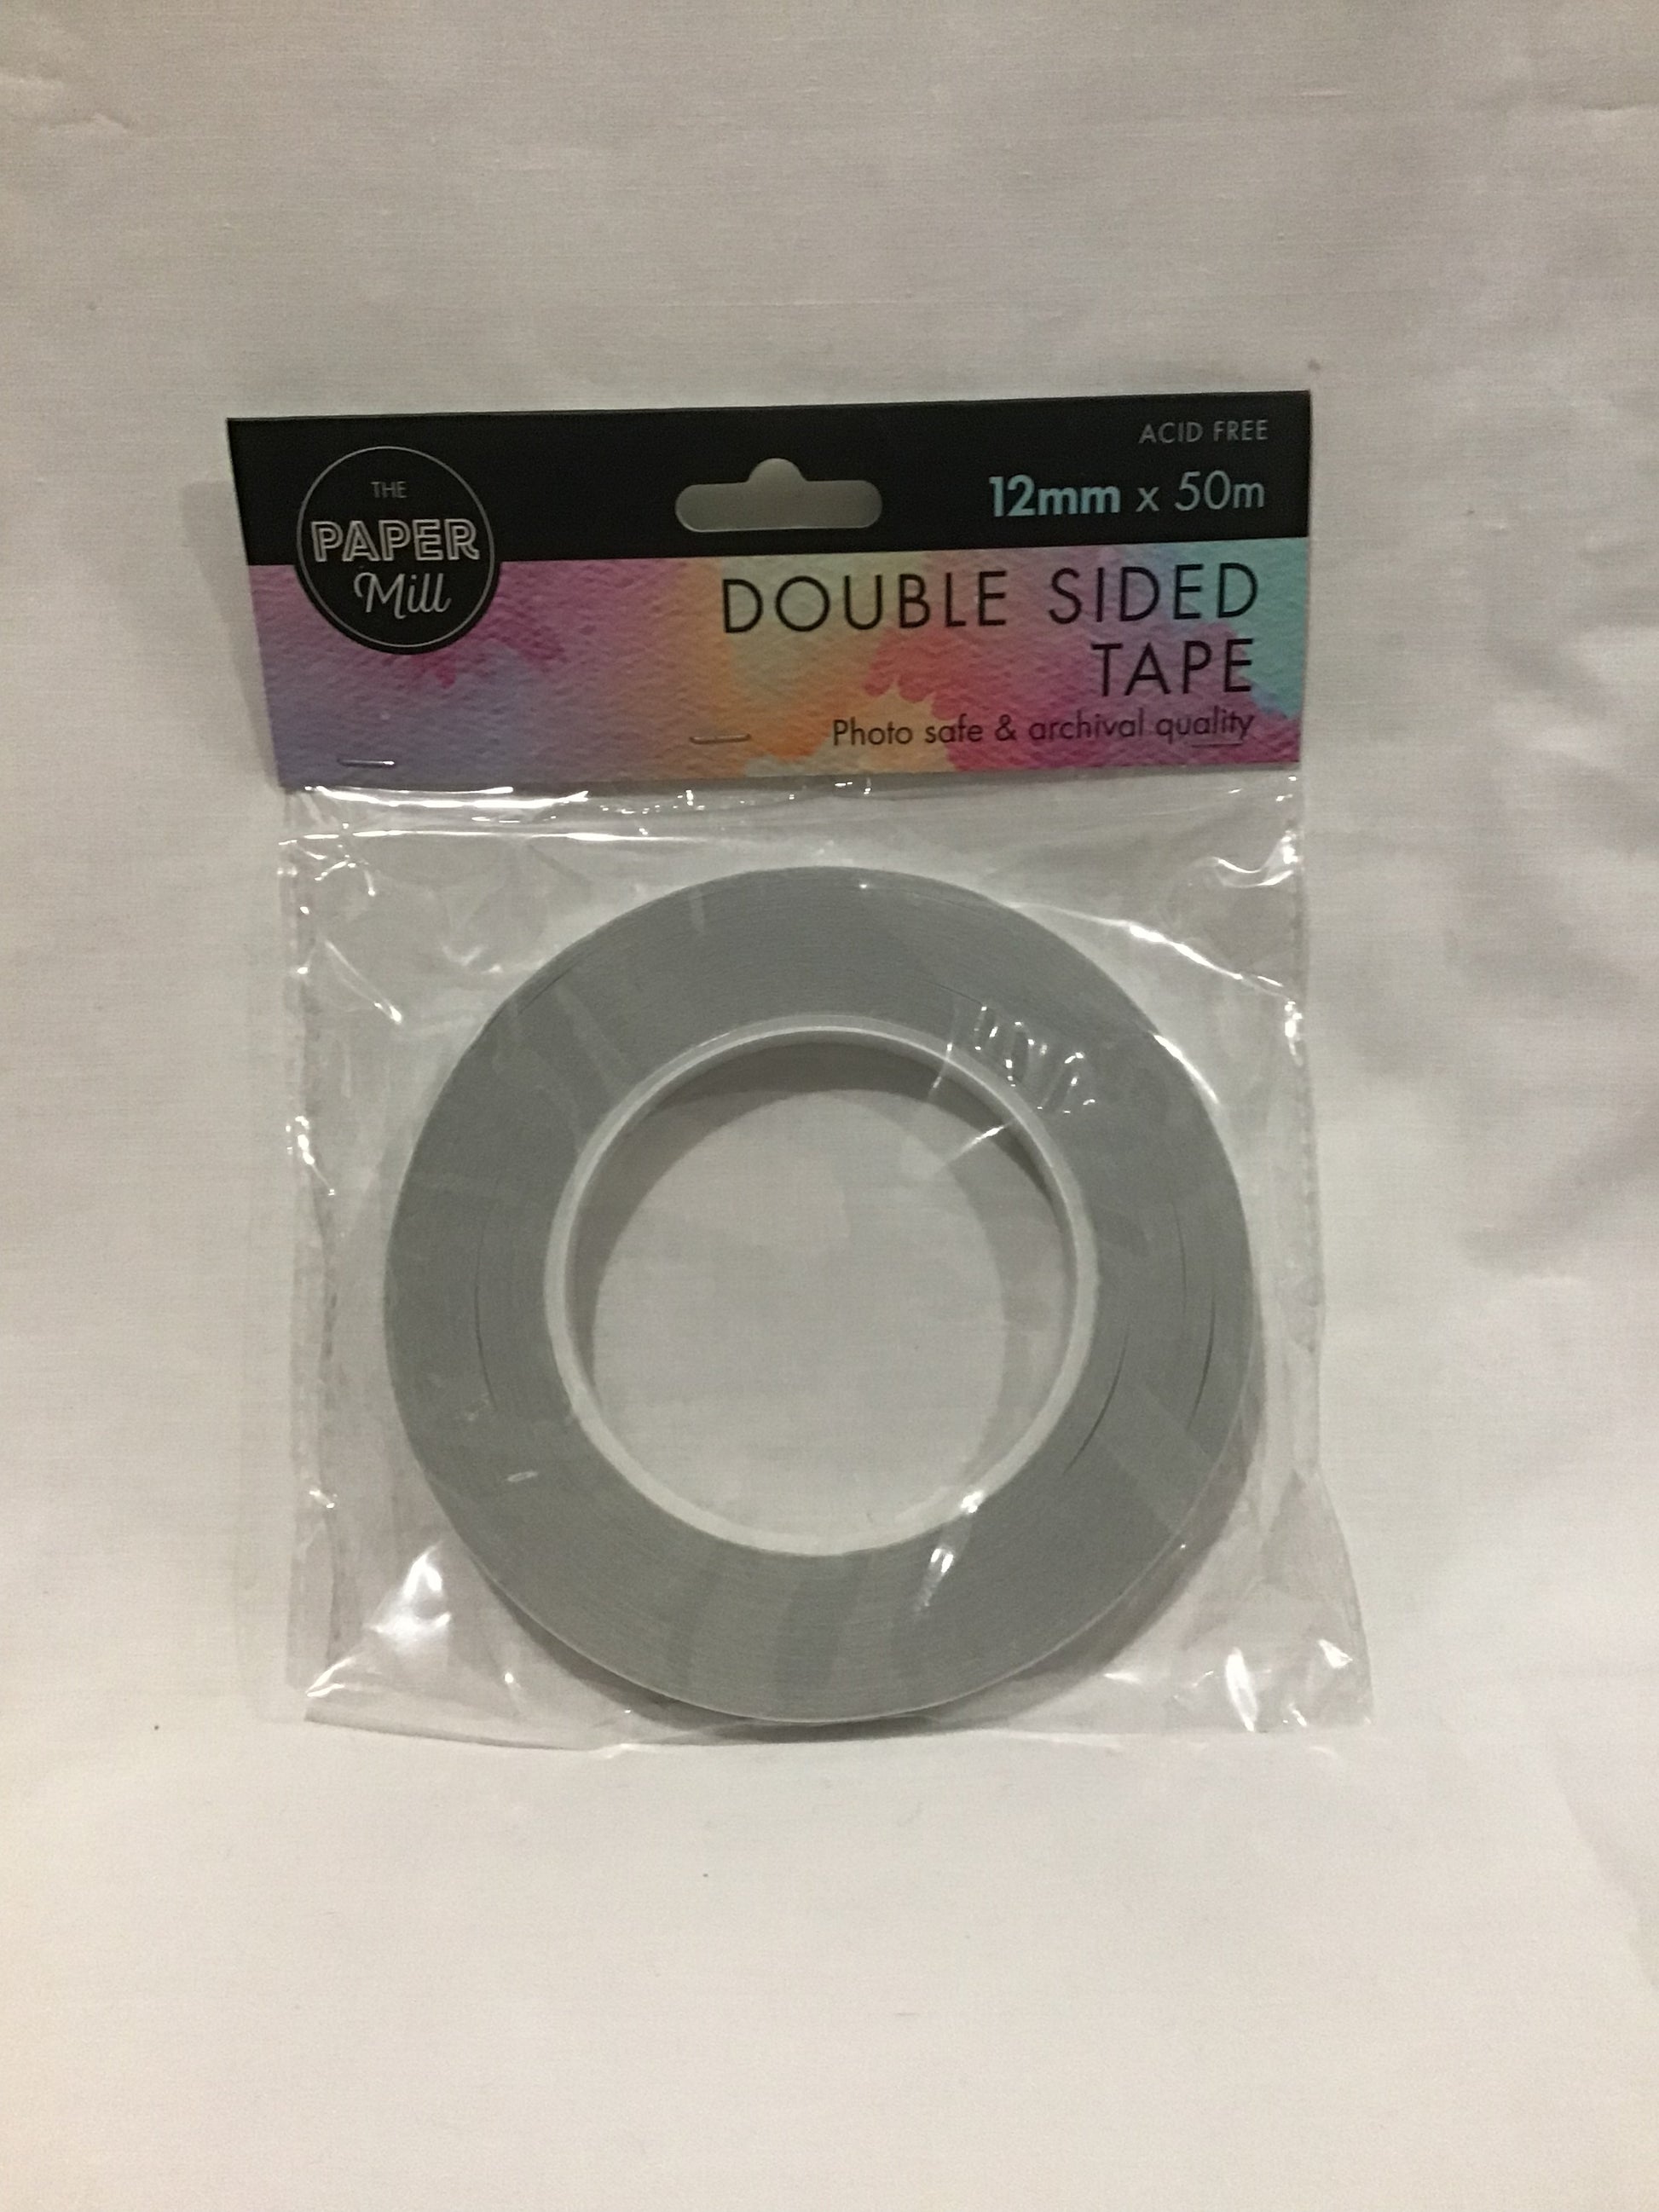 THE
PAPER
Mill
ACID FREE
12mm x 50m
DOUBLE SIDED
TAPE
Photo safe & archival quality